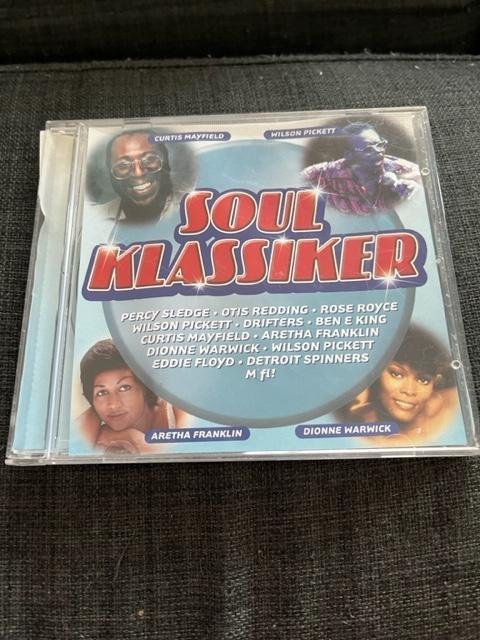 CURTIS MAYFIELD
WILSON PICKETT
SOUL
KLASSIKER
PERCY SLEDGE • OTIS REDDING • ROSE ROYCE
WILSON PICKETT • DRIFTERS • BEN E KING
CURTIS MAYFIELD • ARETHA FRANKLIN
DIONNE WARWICK • WILSON PICKETT
EDDIE FLOYD • DETROIT SPINNERS
M fl!
ARETHA FRANKLIN
DIONNE WARWICK